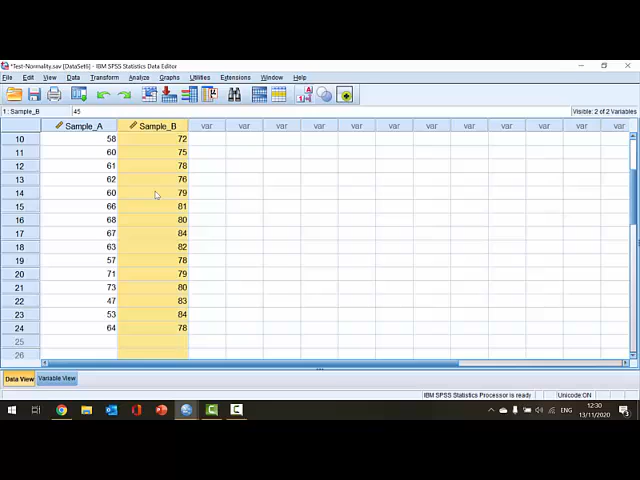 *Test-Normality.sav [DataSet6] - IBM SPSS Statistics Data Editor
File Edit View Data Transform Analyze Graphs Utilities Extensions Window Help
1 : Sample_B 45 Visible: 2 of 2 Variables
Sample_A Sample_B var var var var var var var var var var var var
10 58 72
11 60 75
12 61 78
13 62 76
14 60 79
15 66 81
16 68 80
17 67 84
18 63 82
19 57 78
20 71 79
21 73 80
22 47 83
23 53 84
24 64 78
25
26
Data View Variable View
IBM SPSS Statistics Processor is ready Unicode:ON
ENG 12:30
13/11/2020